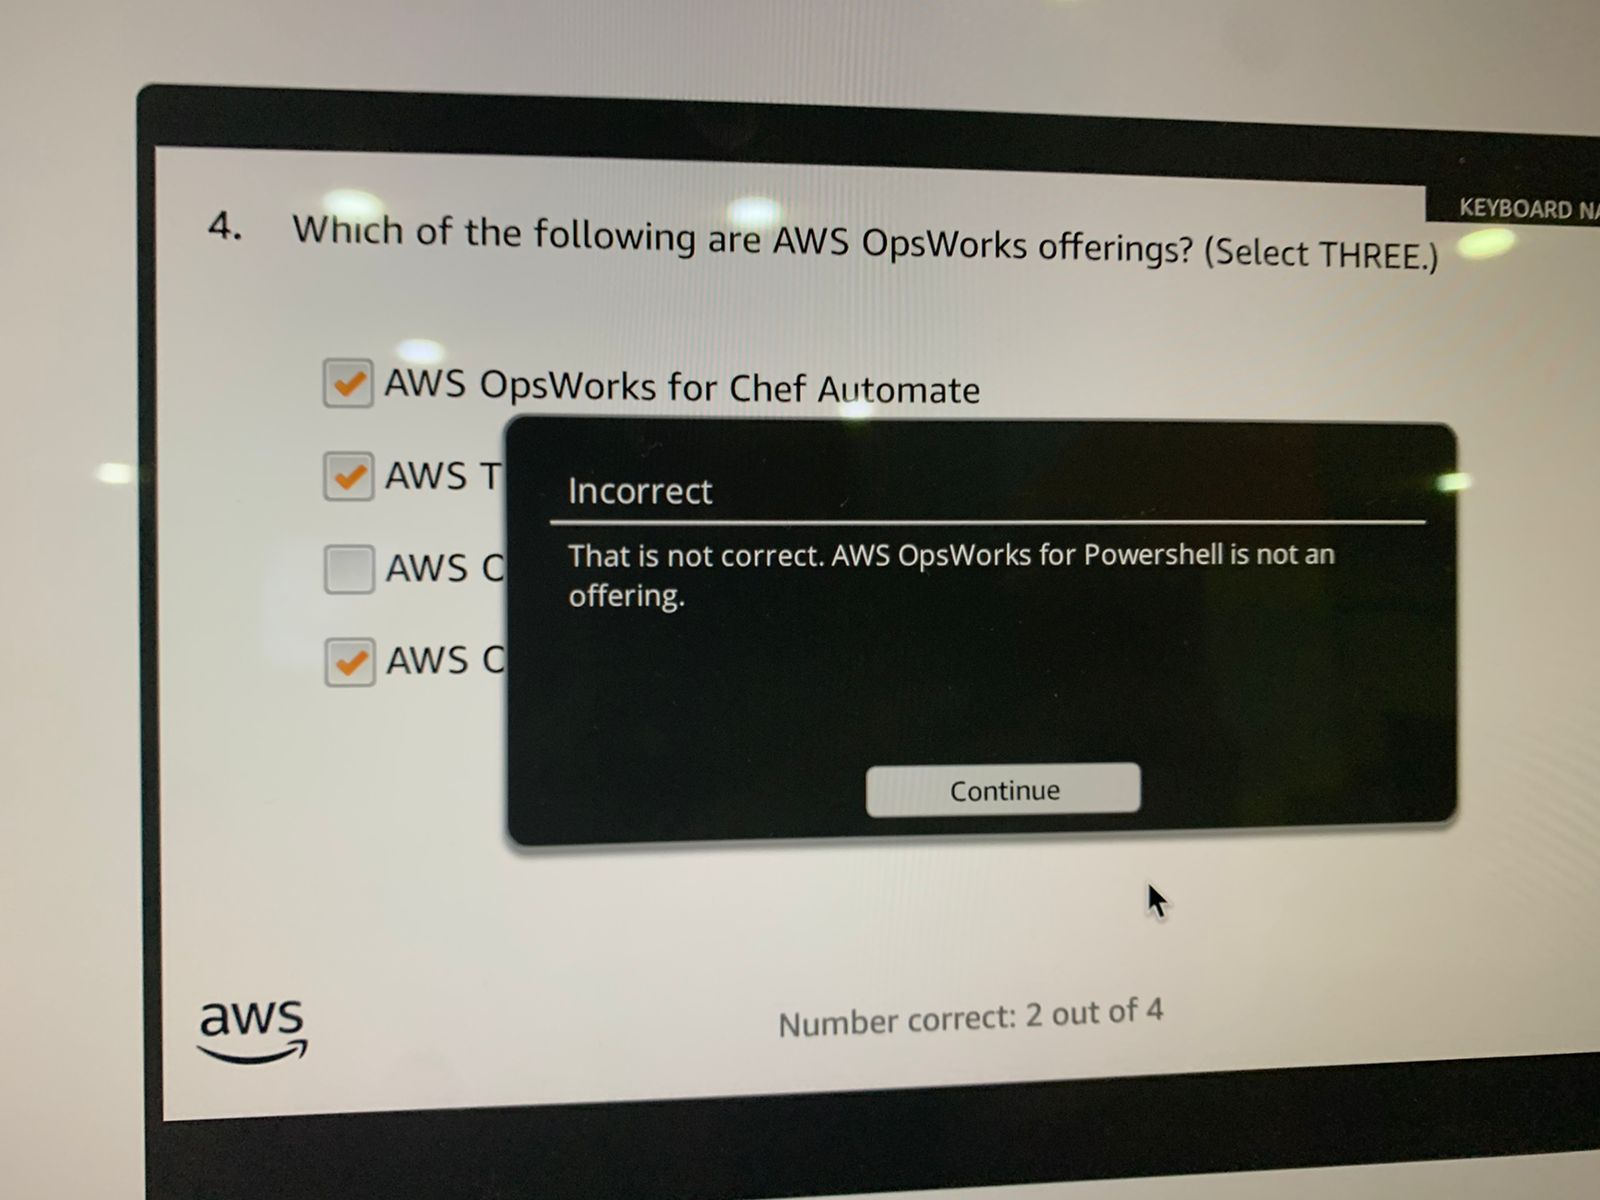 KEYBOARD
4. Which of the following are AWS OpsWorks offerings? (Select THREE.)
AWS OpsWorks for Chef Automate
AWS
AWS
AWS
Incorrect
That is not correct. AWS OpsWorks for Powershell is not an
offering.
Continue
aws
Number correct: 2 out of 4